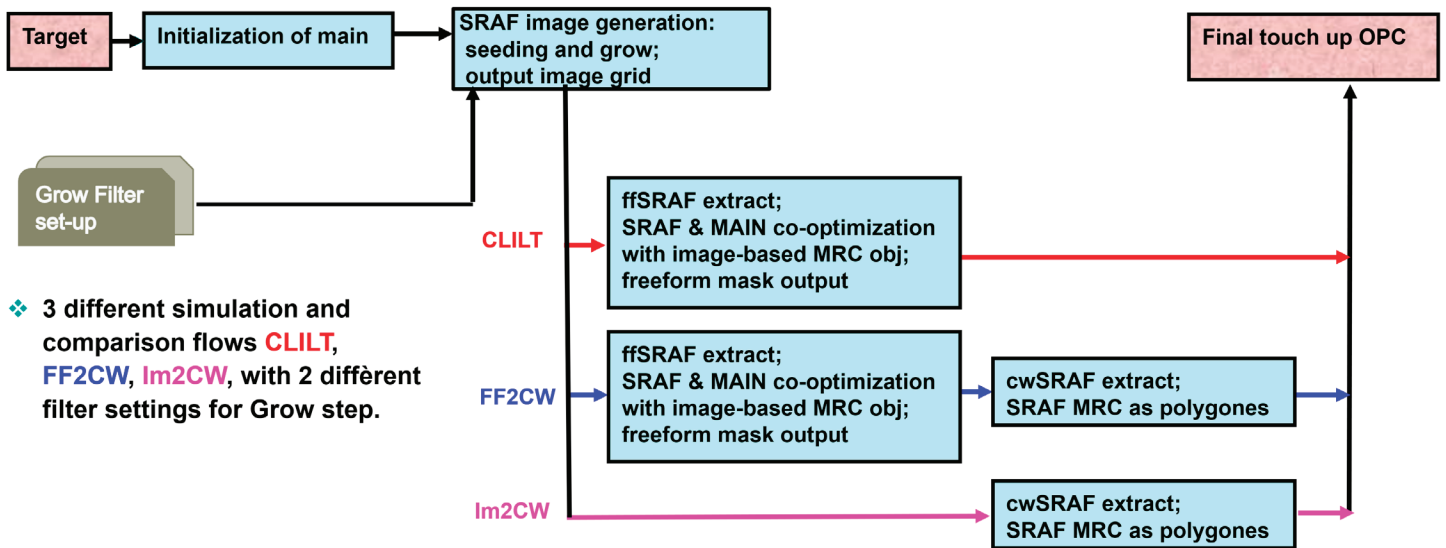 Target
Initialization of main
SRAF image generation:
seeding and grow;
output image grid
Final touch up OPC
Grow Filter
set-up
CLILT
ffSRAF extract;
SRAF & MAIN co-optimization
with image-based MRC obj;
freeform mask output
❖ 3 different simulation and
comparison flows CLILT,
FF2CW, Im2CW, with 2 diffèrent
filter settings for Grow step.
FF2CW
ffSRAF extract;
SRAF & MAIN co-optimization
with image-based MRC obj;
freeform mask output
cwSRAF extract;
SRAF MRC as polygones
Im2CW
cwSRAF extract;
SRAF MRC as polygones